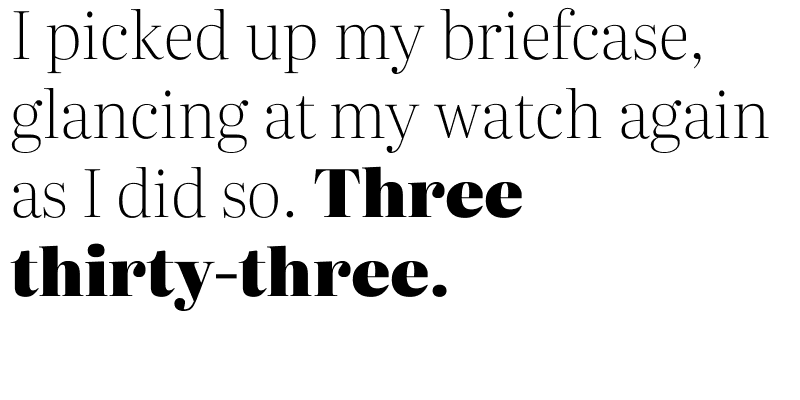 I picked up my briefcase,
glancing at my watch again
as I did so. Three
thirty-three.